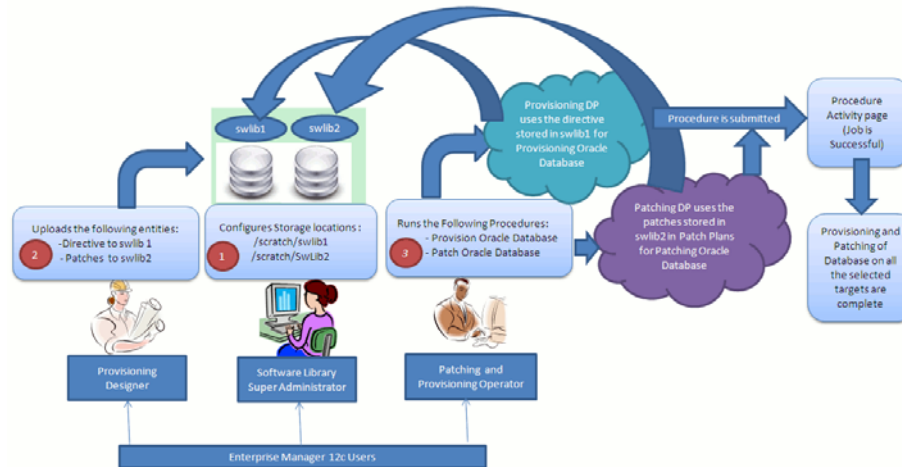 swlib1
swlib2
Provisioning DP
uses the directive
stored in swlib1 for
Provisioning Oracle
Database
Procedure is submitted
Procedure
Activity page
(Job is
Successful)
Uploads the following entities:
-Directive to swlib 1
- Patches to swlib2
2
Configures Storage locations :
/scratch/swlib1
/scratch/SwLib2
1
Runs the Following Procedures:
- Provision Oracle Database
- Patch Oracle Database
3
Patching DP uses the
patches stored in
swlib2 in Patch Plans
for Patching Oracle
Database
Provisioning and
Patching of
Database on all
the selected
targets are
complete
Provisioning
Designer
Software Library
Super Administrator
Patching and
Provisioning Operator
Enterprise Manager 12c Users